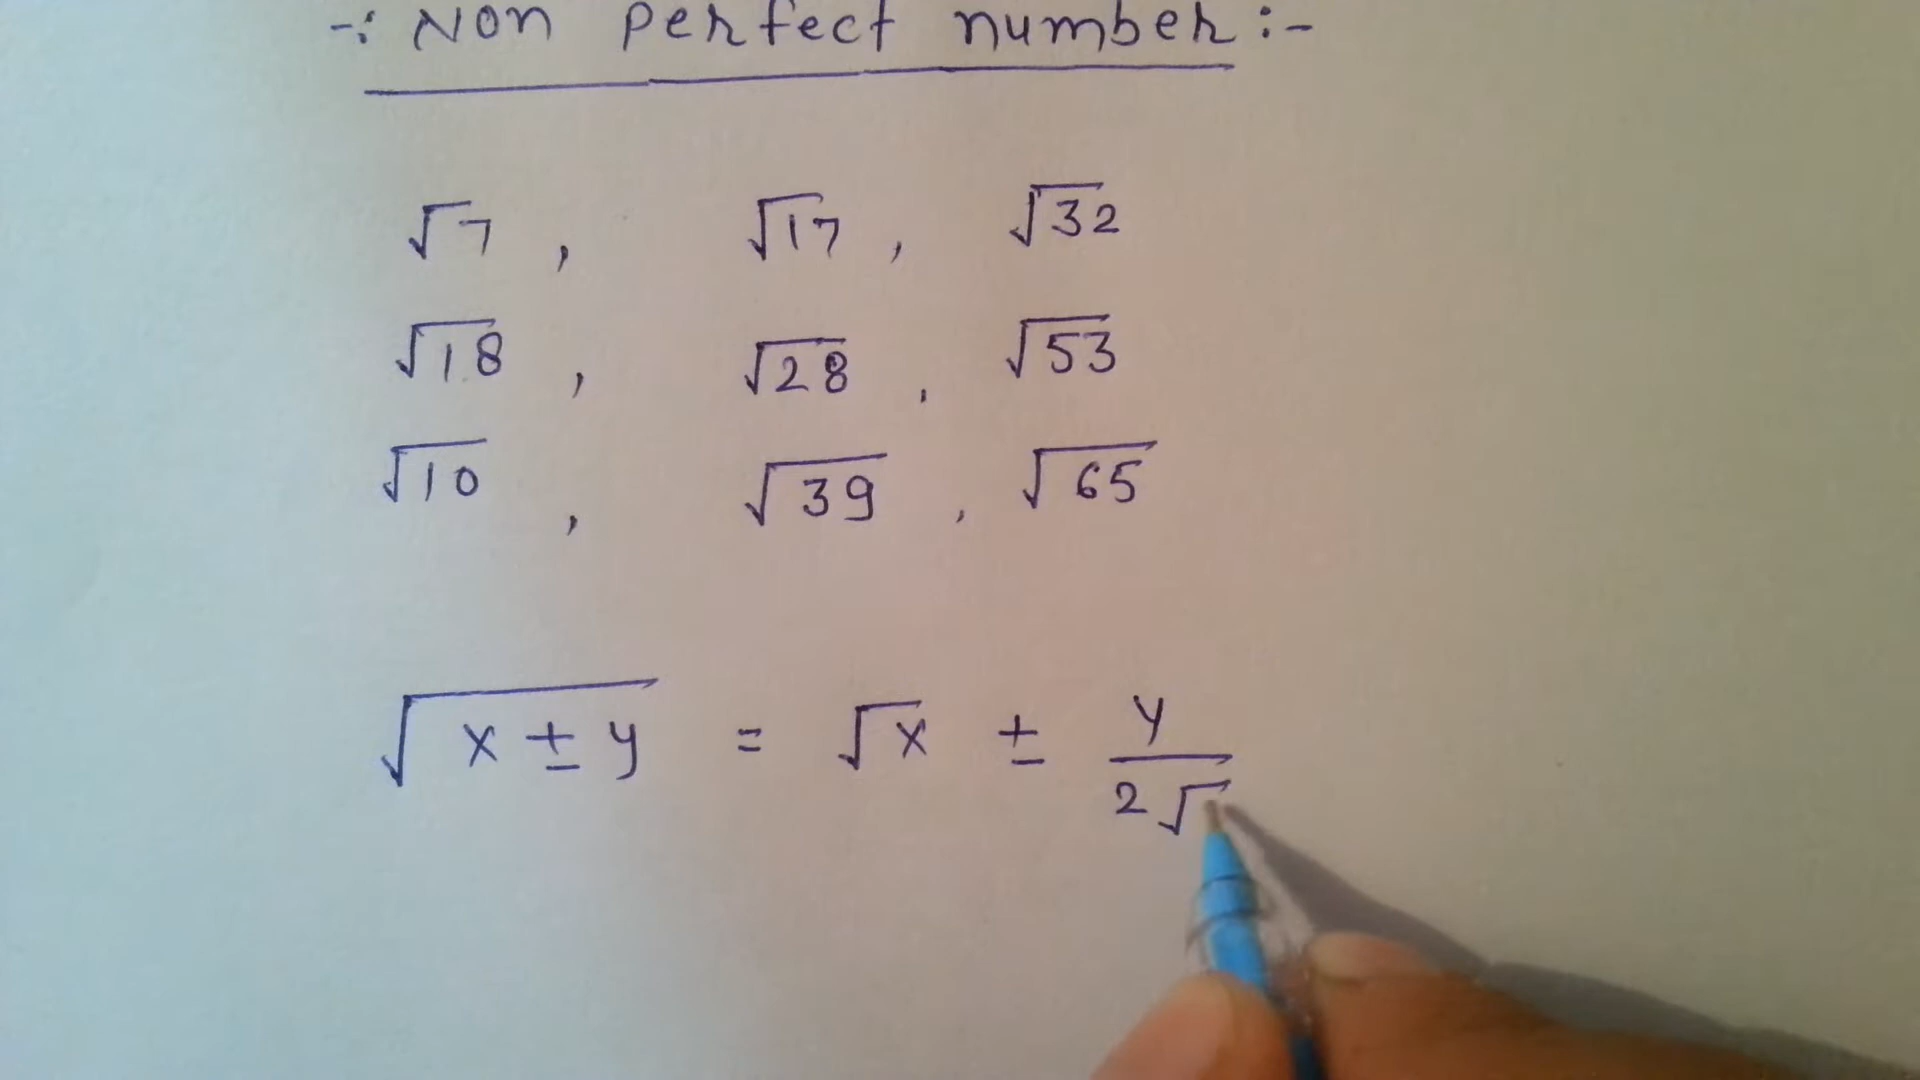 -: Non perfect number :-
√7 , √17 , √32
√18 , √28 , √53
√10 , √39 , √65
√x ± y = √x ± y / 2√